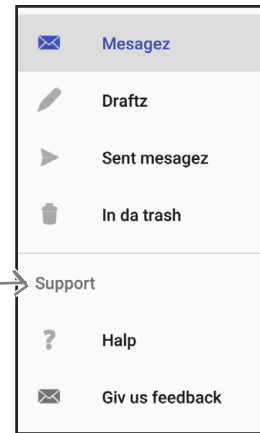 Mesagez
Draftz
Sent mesagez
In da trash
Support
Halp
Giv us feedback